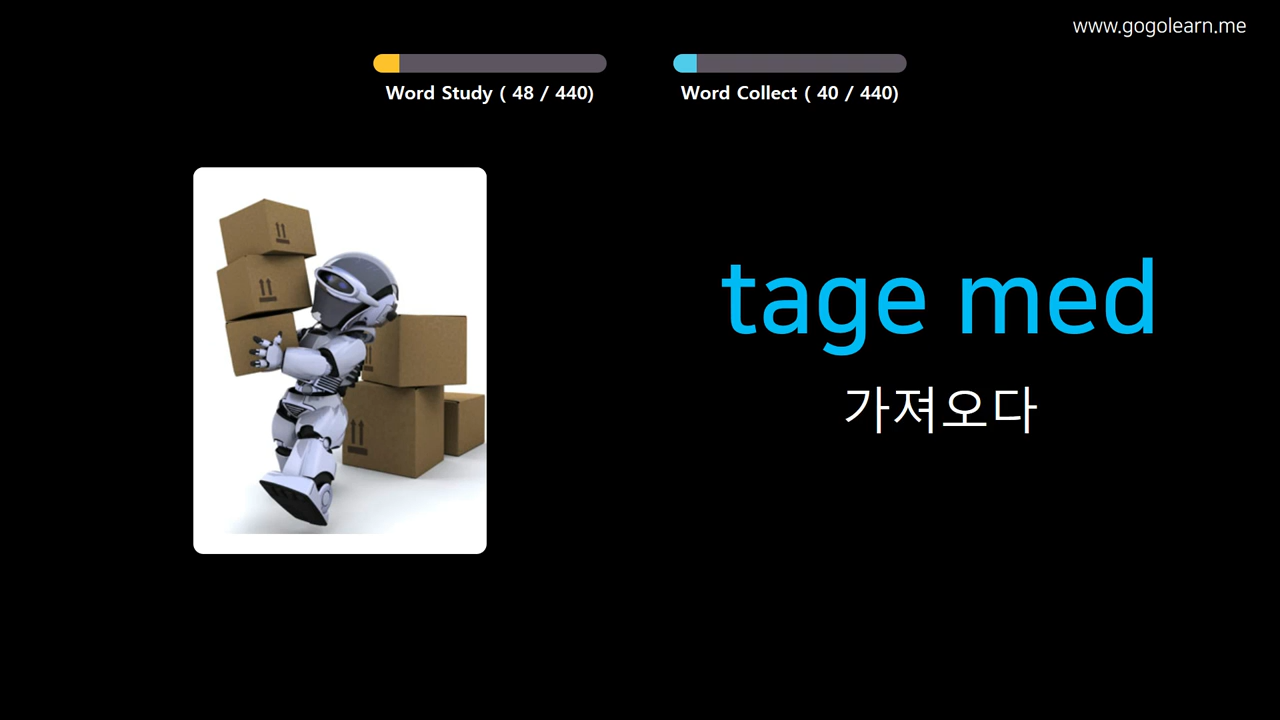 www.gogolearn.me
Word Study ( 48 / 440)
Word Collect ( 40 / 440)
tage med
가져오다